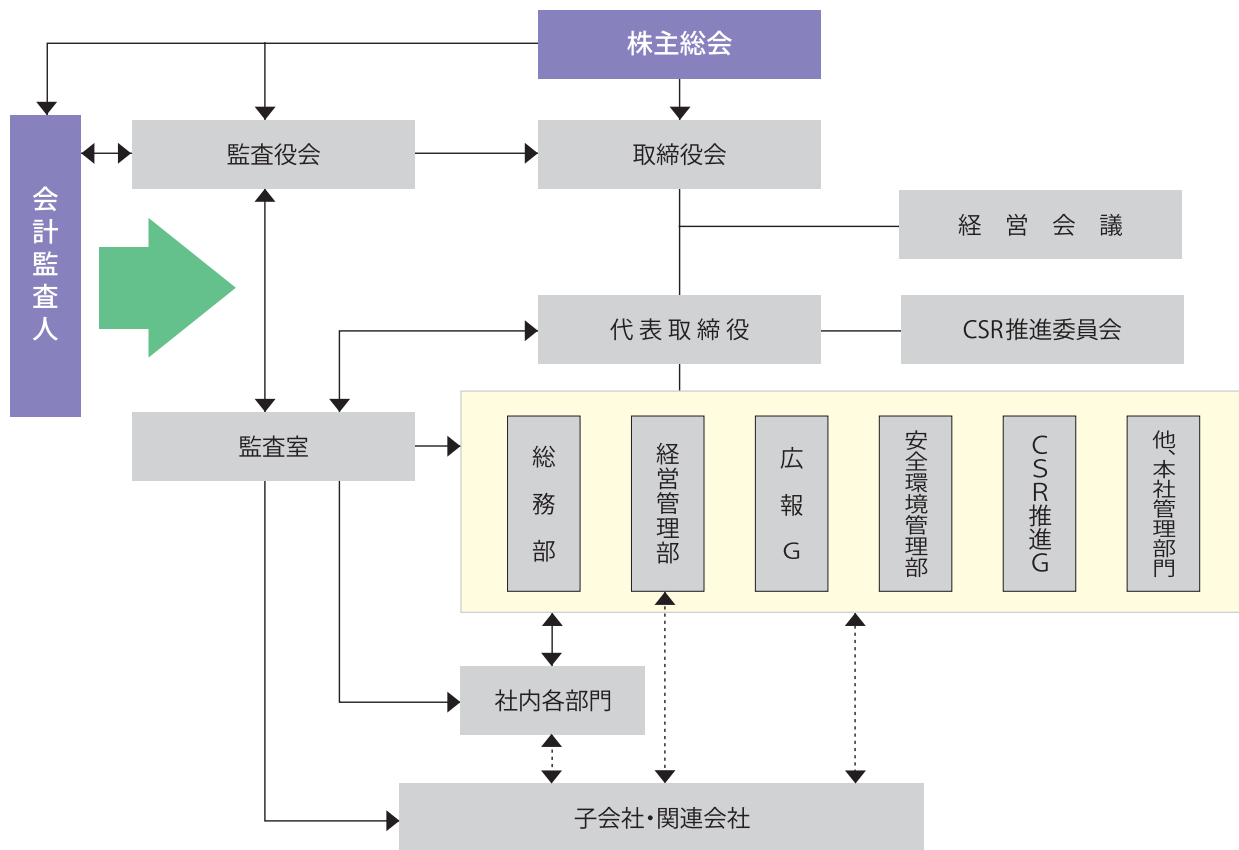 株主総会
監査役会
取締役会
会計監査人
経営会議
代表取締役
CSR推進委員会
監査室
総務部
経営管理部
広報G
安全環境管理部
CSR推進G
他、本社管理部門
社内各部門
子会社・関連会社